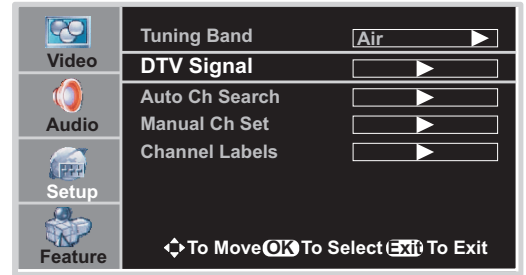 Video
Audio
Setup
Feature
Tuning Band Air
DTV Signal
Auto Ch Search
Manual Ch Set
Channel Labels
To Move OK To Select Exit To Exit